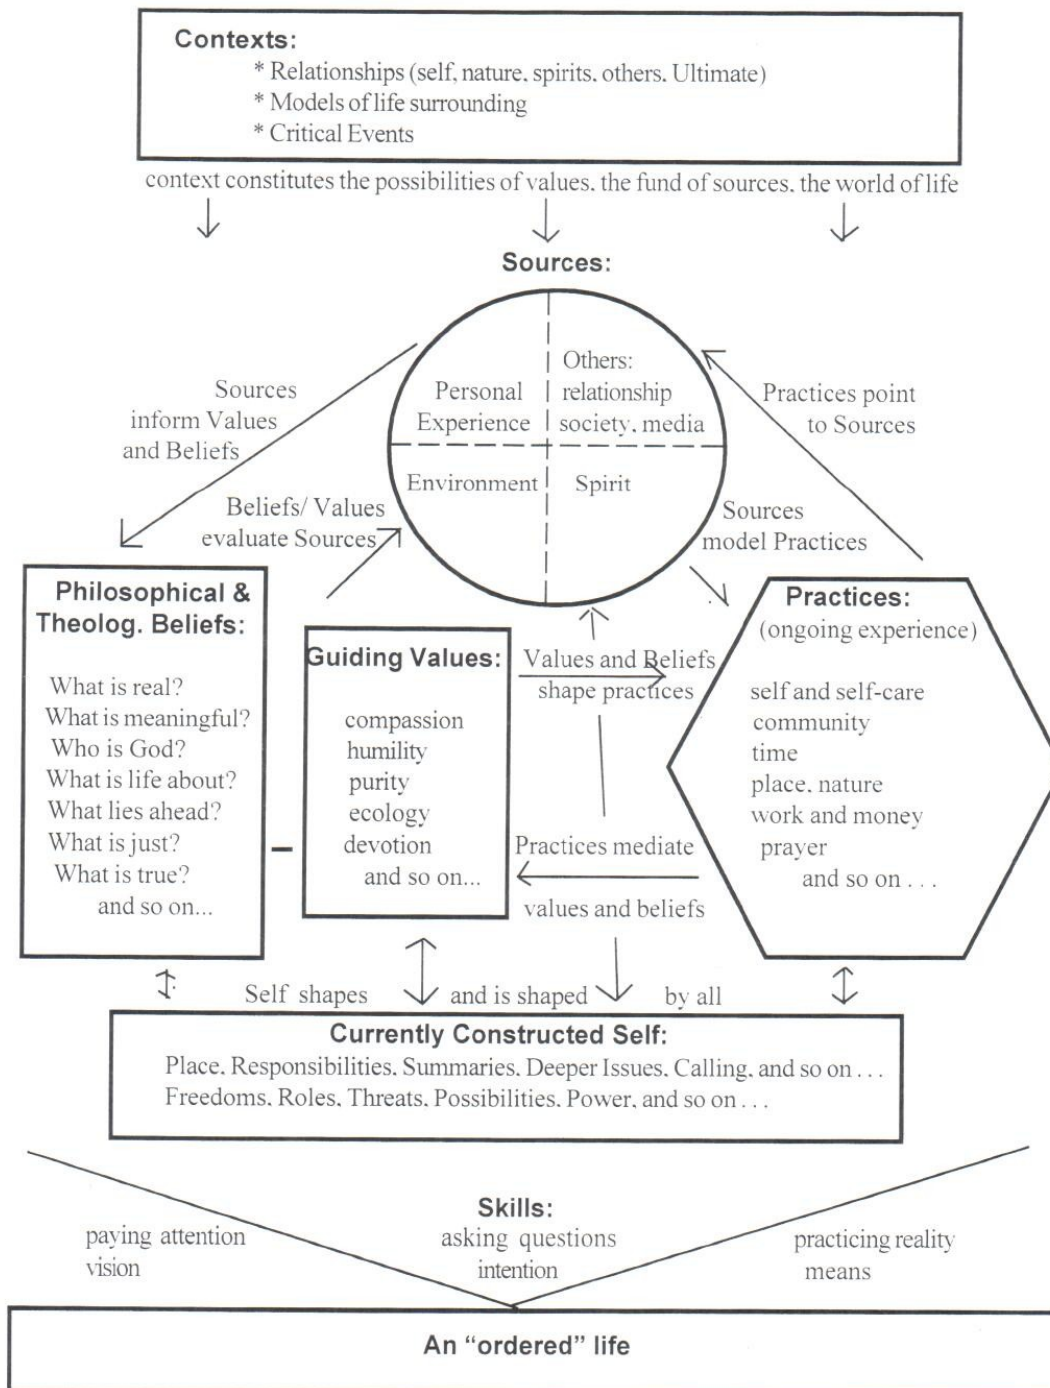 Contexts:
* Relationships (self, nature, spirits, others, Ultimate)
* Models of life surrounding
* Critical Events
context constitutes the possibilities of values, the fund of sources, the world of life
Sources:
Personal
Experience
Others:
relationship
society, media
Environment
Spirit
Sources
inform Values
and Beliefs
Beliefs/ Values
evaluate Sources
Practices point
to Sources
Sources
model Practices
Philosophical &
Theolog. Beliefs:
What is real?
What is meaningful?
Who is God?
What is life about?
What lies ahead?
What is just?
What is true?
and so on...
Guiding Values:
compassion
humility
purity
ecology
devotion
and so on...
Values and Beliefs
shape practices
Practices mediate
values and beliefs
Practices:
(ongoing experience)
self and self-care
community
time
place, nature
work and money
prayer
and so on . . .
Self shapes and is shaped by all
Currently Constructed Self:
Place, Responsibilities, Summaries, Deeper Issues, Calling, and so on . . .
Freedoms, Roles, Threats, Possibilities, Power, and so on . . .
Skills:
paying attention
vision
asking questions
intention
practicing reality
means
An “ordered” life